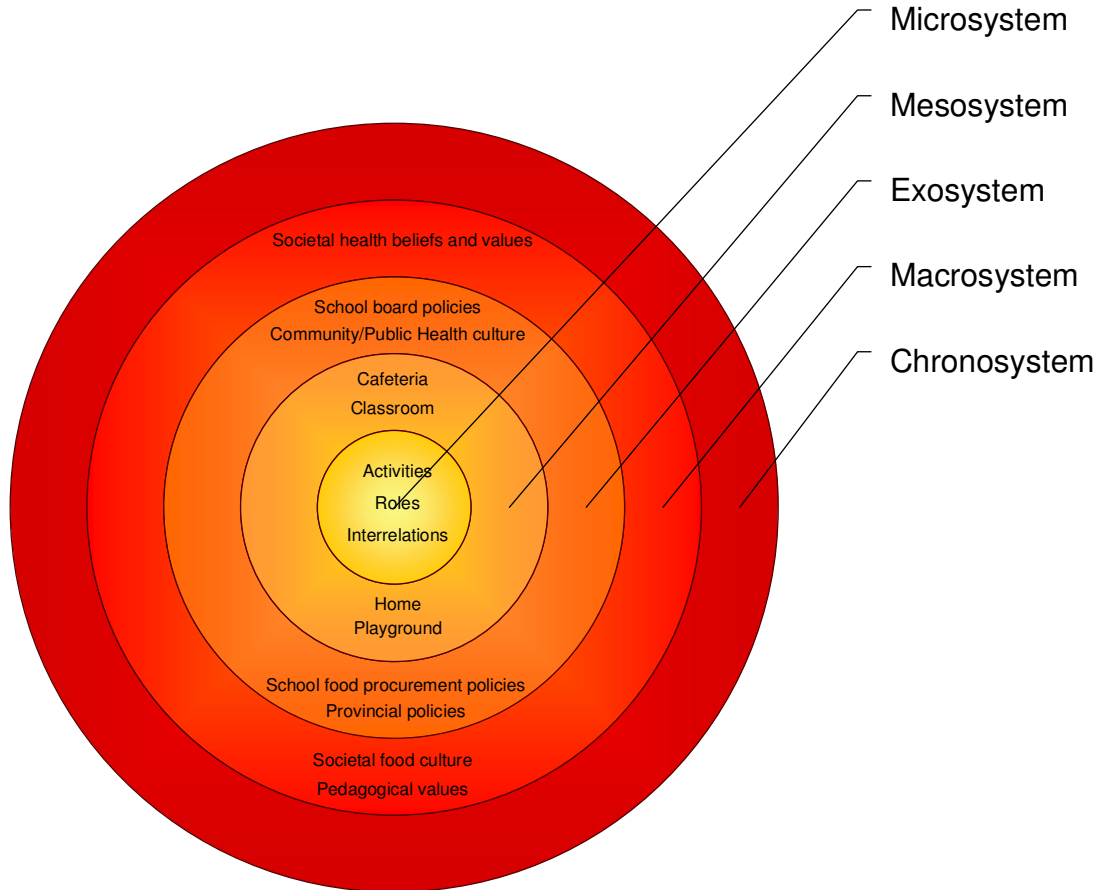 Microsystem
Mesosystem
Exosystem
Macrosystem
Chronosystem
Societal health beliefs and values
School board policies
Community/Public Health culture
Cafeteria
Classroom
Activities
Roles
Interrelations
Home
Playground
School food procurement policies
Provincial policies
Societal food culture
Pedagogical values